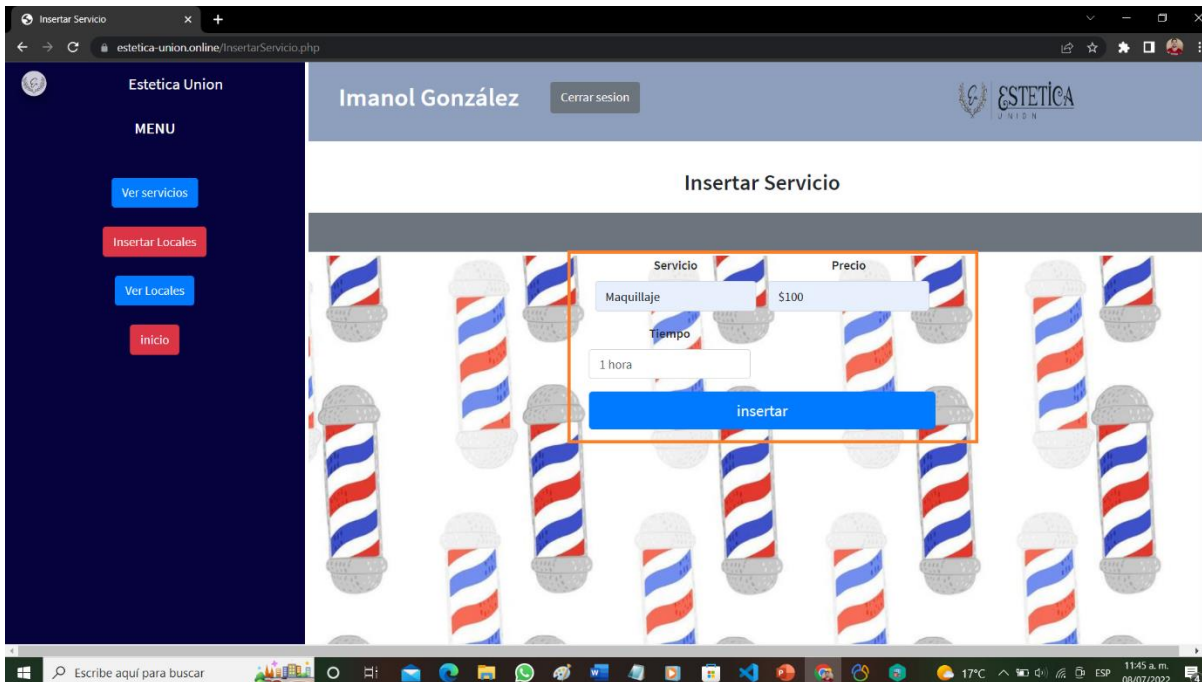 Insertar Servicio
estetica-union.online/InsertarServicio.php
Estetica Union
MENU
Ver servicios
Insertar Locales
Ver Locales
inicio
Imanol González
Cerrar sesion
ESTETICA
UNION
Insertar Servicio
Servicio Precio
Maquillaje $100
Tiempo
1 hora
insertar
Escribe aquí para buscar
17°C
ESP
11:45 a. m.
08/07/2022